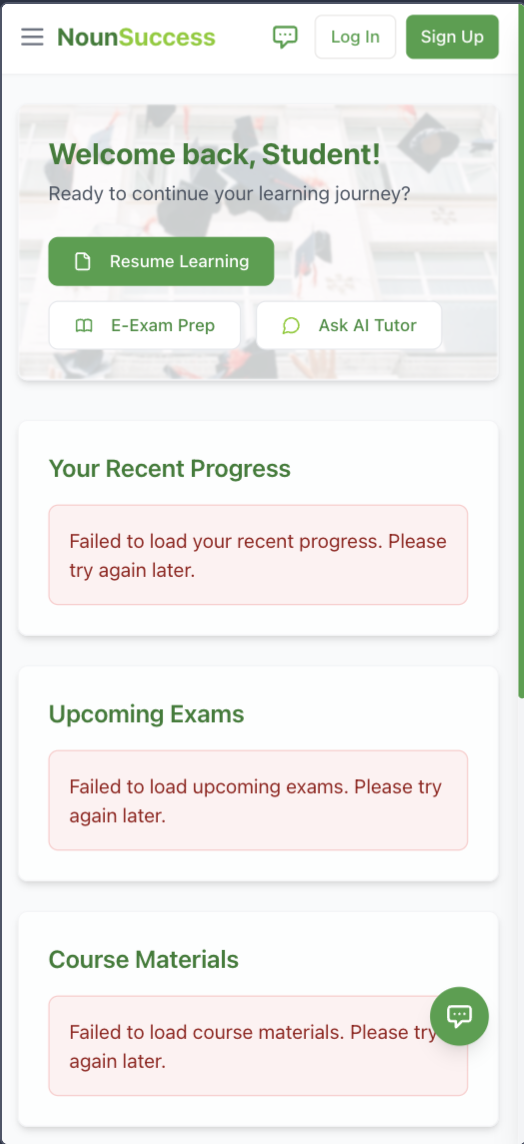 NounSuccess
Log In
Sign Up
Welcome back, Student!
Ready to continue your learning journey?
Resume Learning
E-Exam Prep
Ask AI Tutor
Your Recent Progress
Failed to load your recent progress. Please
try again later.
Upcoming Exams
Failed to load upcoming exams. Please try
again later.
Course Materials
Failed to load course materials. Please try
again later.